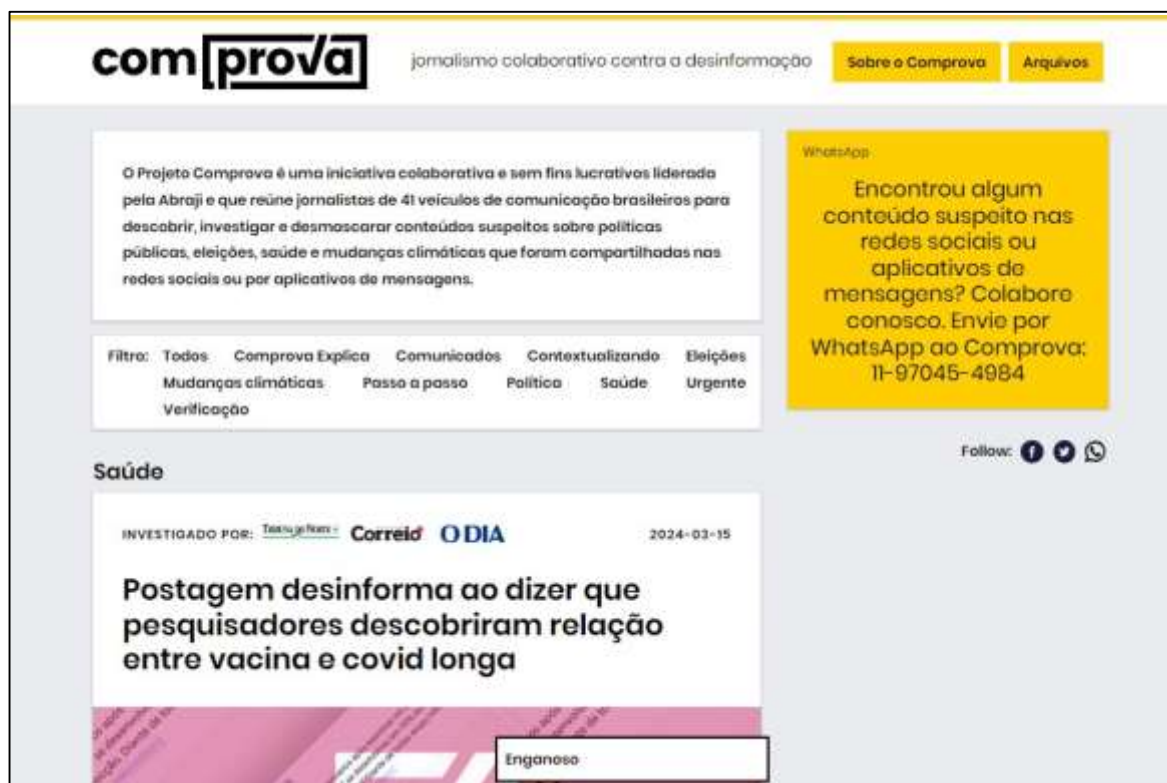 comprova
jornalismo colaborativo contra a desinformação
Sobre o Comprova
Arquivos
O Projeto Comprova é uma iniciativa colaborativa e sem fins lucrativos liderada
pela Abraji e que reúne jornalistas de 41 veículos de comunicação brasileiros para
descobrir, investigar e desmascarar conteúdos suspeitos sobre políticas
públicas, eleições, saúde e mudanças climáticas que foram compartilhadas nas
redes sociais ou por aplicativos de mensagens.
WhatsApp
Encontrou algum
conteúdo suspeito nas
redes sociais ou
aplicativos de
mensagens? Colabore
conosco. Envie por
WhatsApp ao Comprova:
11-97045-4984
Filtro: Todos Comprova Explica Comunicados Contextualizando Eleições
Mudanças climáticas Passo a passo Política Saúde Urgente
Verificação
Follow:
Saúde
INVESTIGADO POR: Correio O DIA 2024-03-15
Postagem desinforma ao dizer que
pesquisadores descobriram relação
entre vacina e covid longa
Enganoso